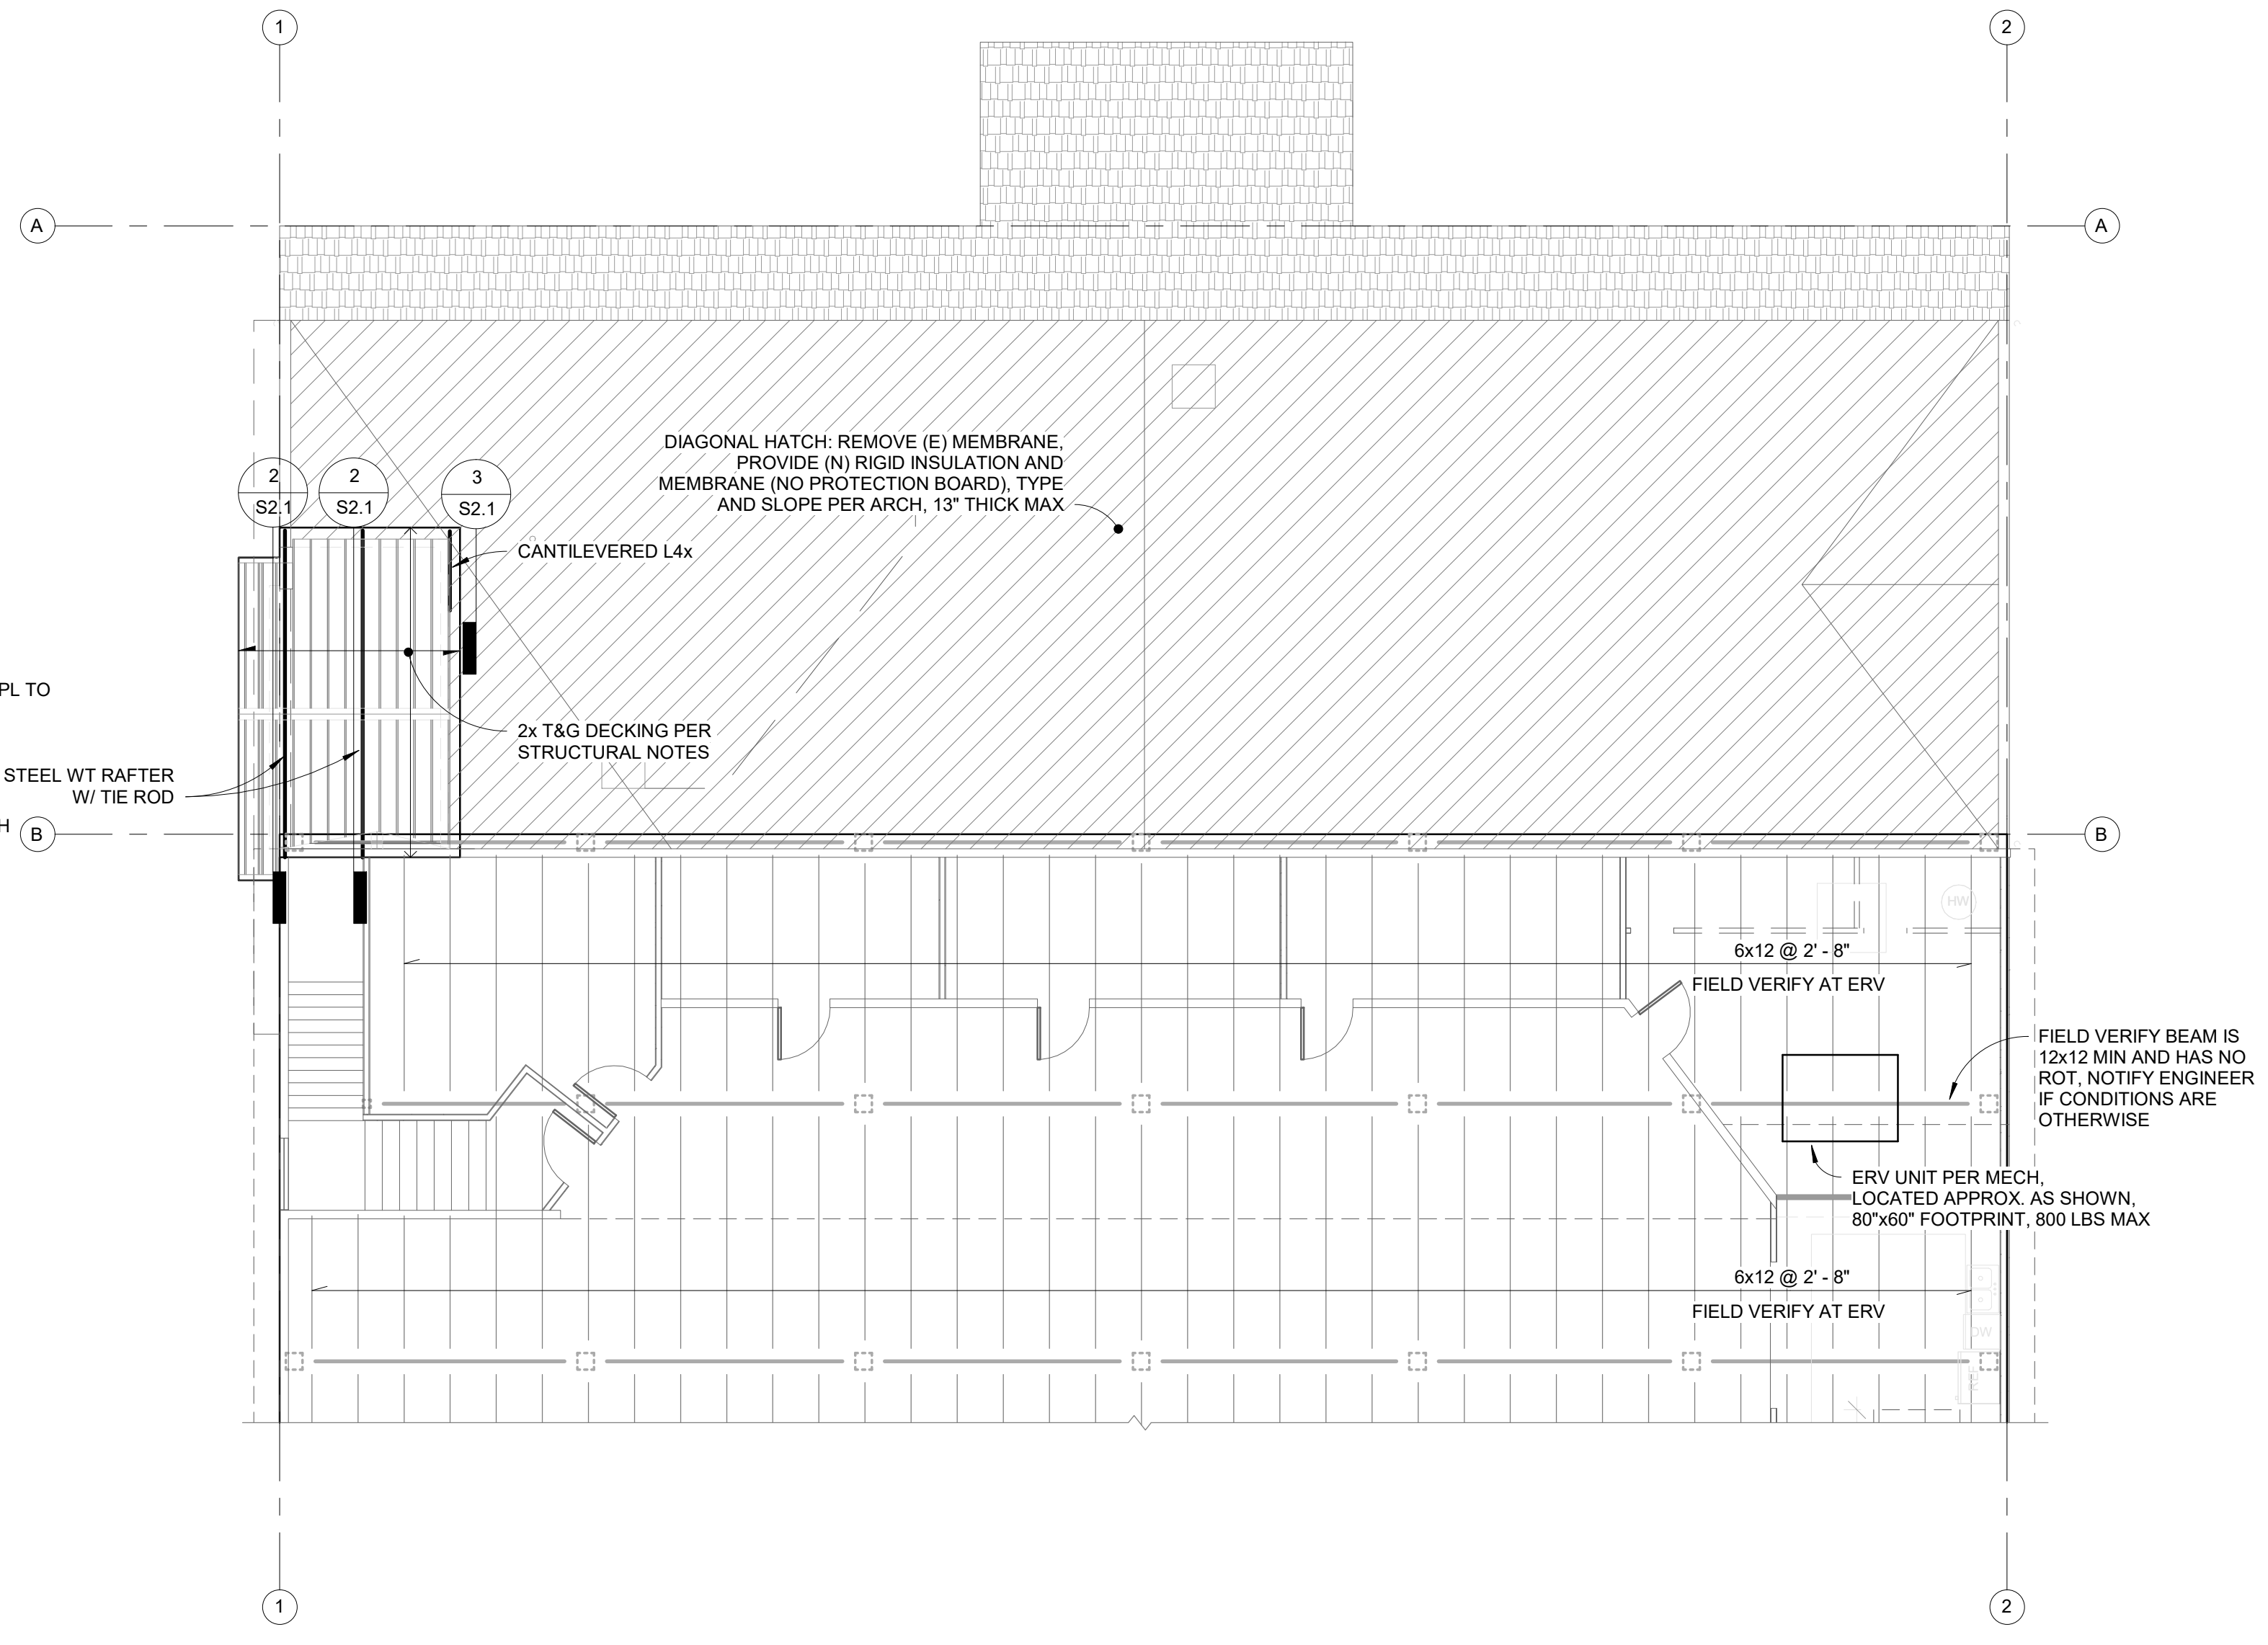 1
2
A
A
DIAGONAL HATCH: REMOVE (E) MEMBRANE,
PROVIDE (N) RIGID INSULATION AND
MEMBRANE (NO PROTECTION BOARD), TYPE
AND SLOPE PER ARCH, 13" THICK MAX
2
S2.1
2
S2.1
3
S2.1
CANTILEVERED L4x
PL TO
2x T&G DECKING PER
STRUCTURAL NOTES
STEEL WT RAFTER
W/ TIE ROD
H
B
B
HW
6x12 @ 2' - 8"
FIELD VERIFY AT ERV
FIELD VERIFY BEAM IS
12x12 MIN AND HAS NO
ROT, NOTIFY ENGINEER
IF CONDITIONS ARE
OTHERWISE
ERV UNIT PER MECH,
LOCATED APPROX. AS SHOWN,
80"x60" FOOTPRINT, 800 LBS MAX
6x12 @ 2' - 8"
FIELD VERIFY AT ERV
DW
REF
1
2